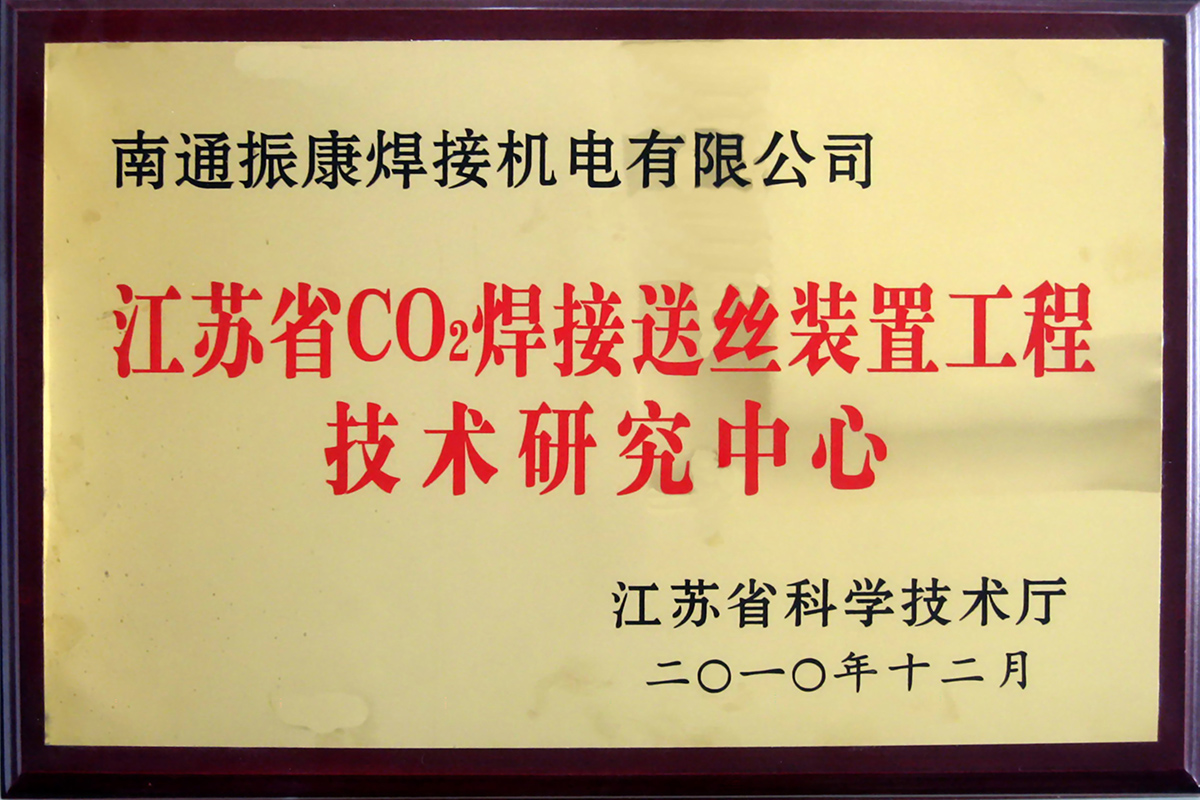 南通振康焊接机电有限公司
江苏省CO₂焊接送丝装置工程
技术研究中心
江苏省科学技术厅
二〇一〇年十二月